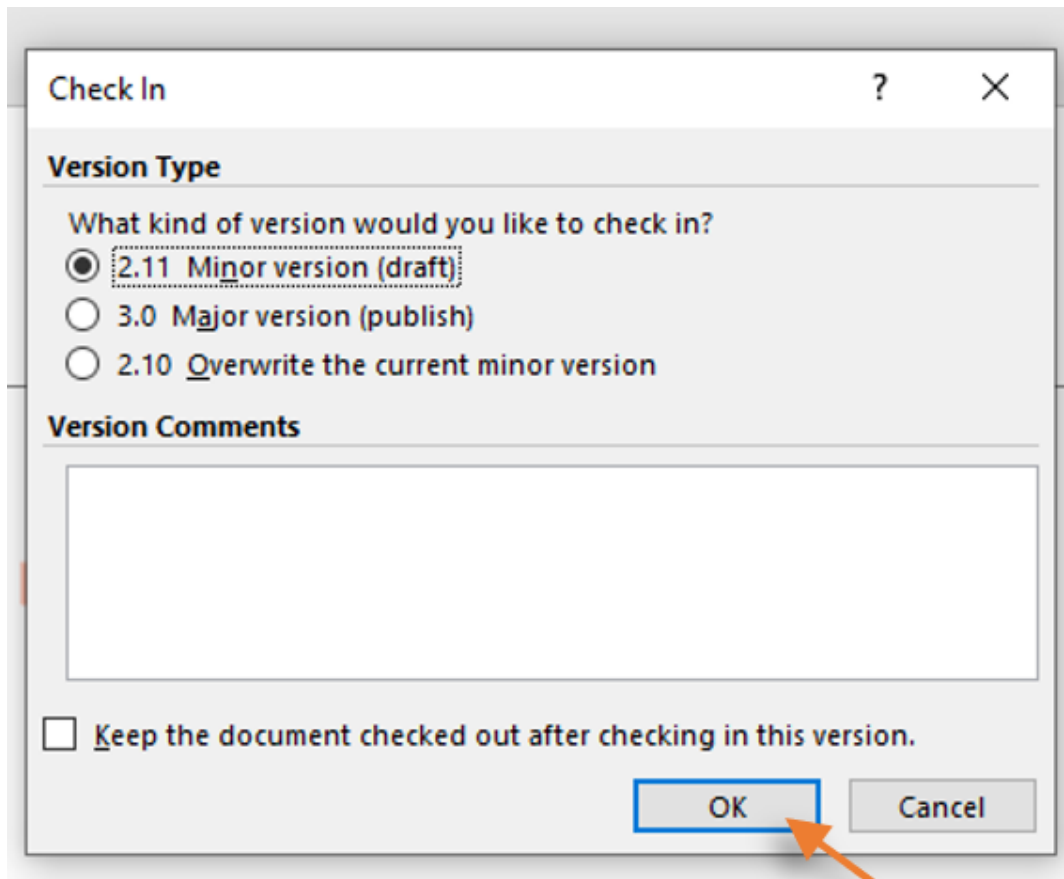 Check In ?
Version Type
What kind of version would you like to check in?
2.11 Minor version (draft)
3.0 Major version (publish)
2.10 Overwrite the current minor version
Version Comments
Keep the document checked out after checking in this version.
OK Cancel